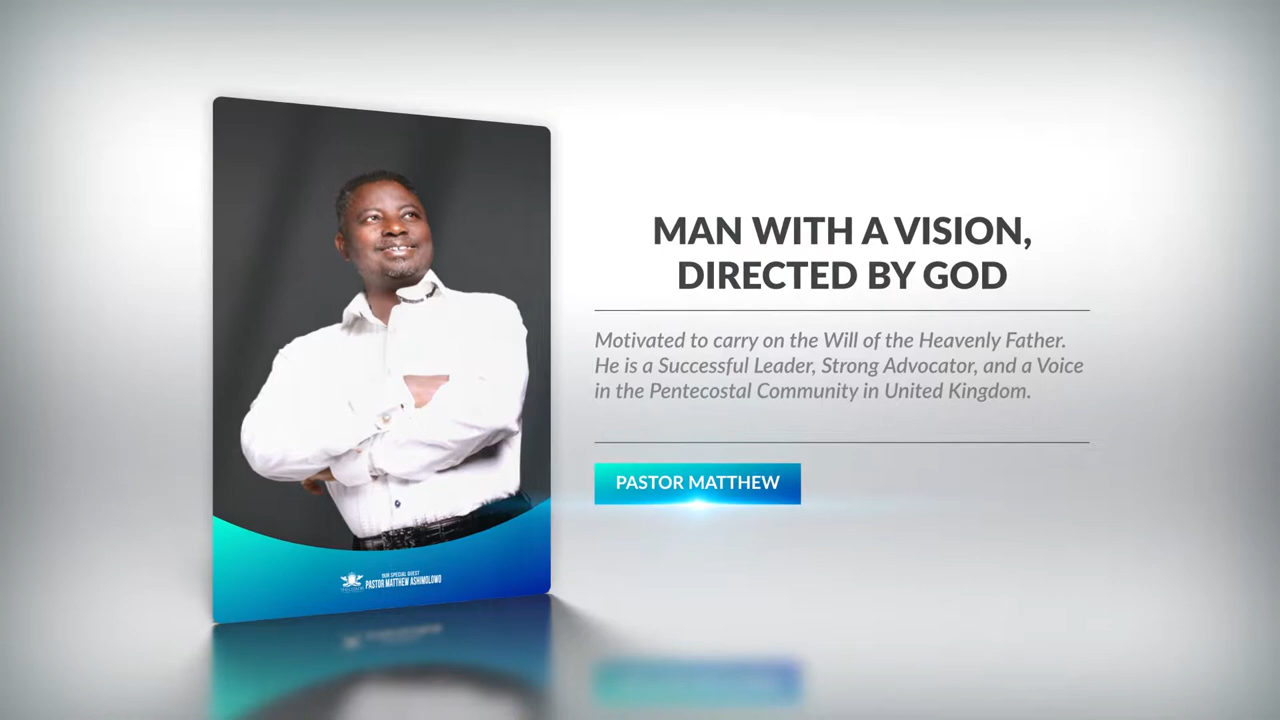 MAN WITH A VISION,
DIRECTED BY GOD
Motivated to carry on the Will of the Heavenly Father.
He is a Successful Leader, Strong Advocator, and a Voice
in the Pentecostal Community in United Kingdom.
PASTOR MATTHEW
OUR SPECIAL GUEST
PASTOR MATTHEW ASHIMOLOWO